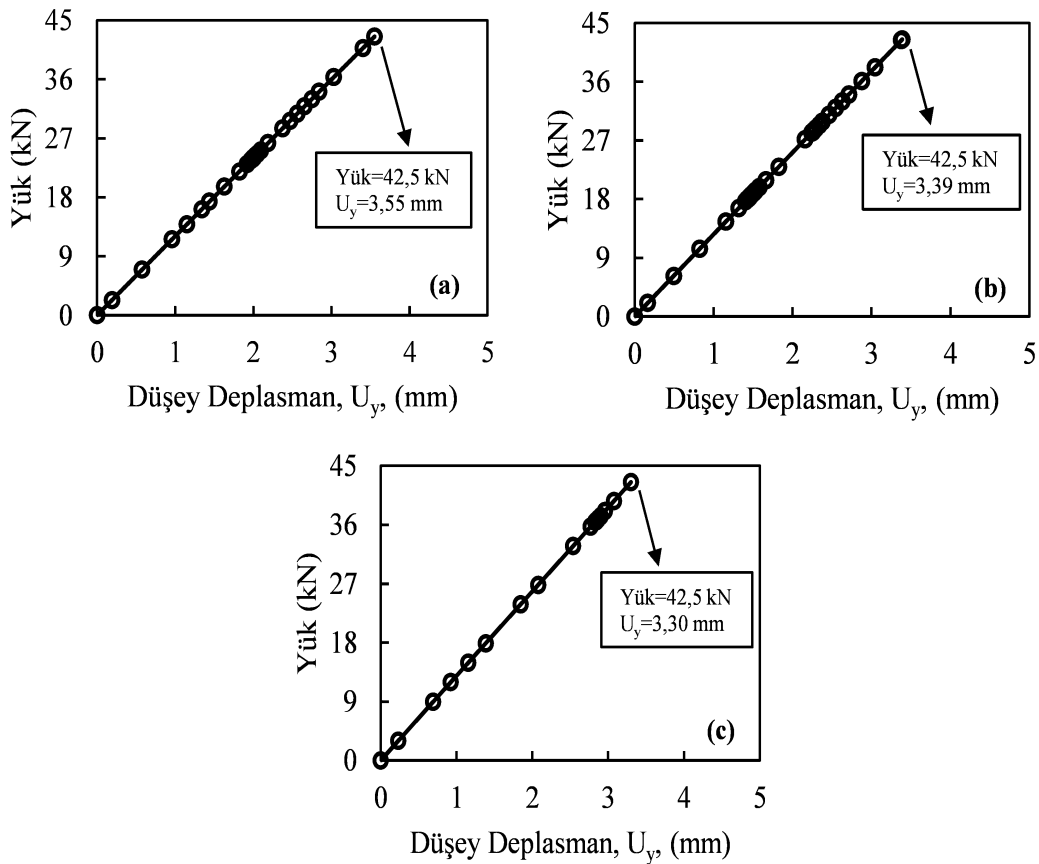 45
36
27
18
9
0
Yük (kN)
Yük=42,5 kN
Uy=3,55 mm
(a)
0 1 2 3 4 5
Düşey Deplasman, Uy, (mm)
45
36
27
18
9
0
Yük (kN)
Yük=42,5 kN
Uy=3,39 mm
(b)
0 1 2 3 4 5
Düşey Deplasman, Uy, (mm)
45
36
27
18
9
0
Yük (kN)
Yük=42,5 kN
Uy=3,30 mm
(c)
0 1 2 3 4 5
Düşey Deplasman, Uy, (mm)